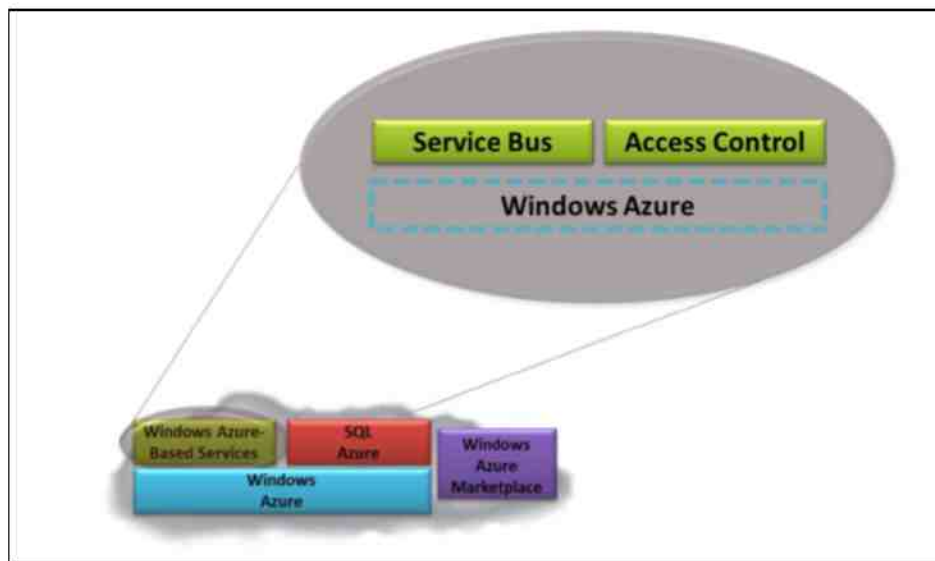 Service Bus
Access Control
Windows Azure
Windows Azure-
Based Services
SQL
Azure
Windows
Azure
Marketplace
Windows
Azure